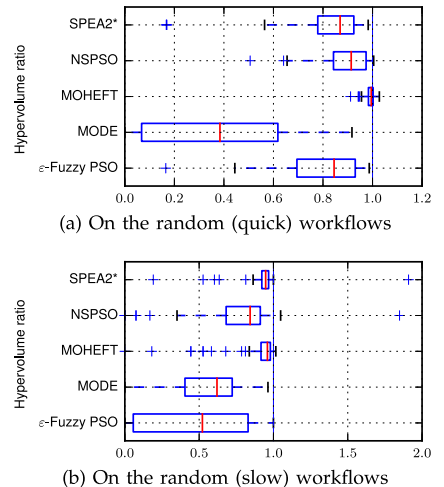 Hypervolume ratio
SPEA2*
NSPSO
MOHEFT
MODE
ε-Fuzzy PSO
0.0 0.2 0.4 0.6 0.8 1.0 1.2
(a) On the random (quick) workflows
Hypervolume ratio
SPEA2*
NSPSO
MOHEFT
MODE
ε-Fuzzy PSO
0.0 0.5 1.0 1.5 2.0
(b) On the random (slow) workflows